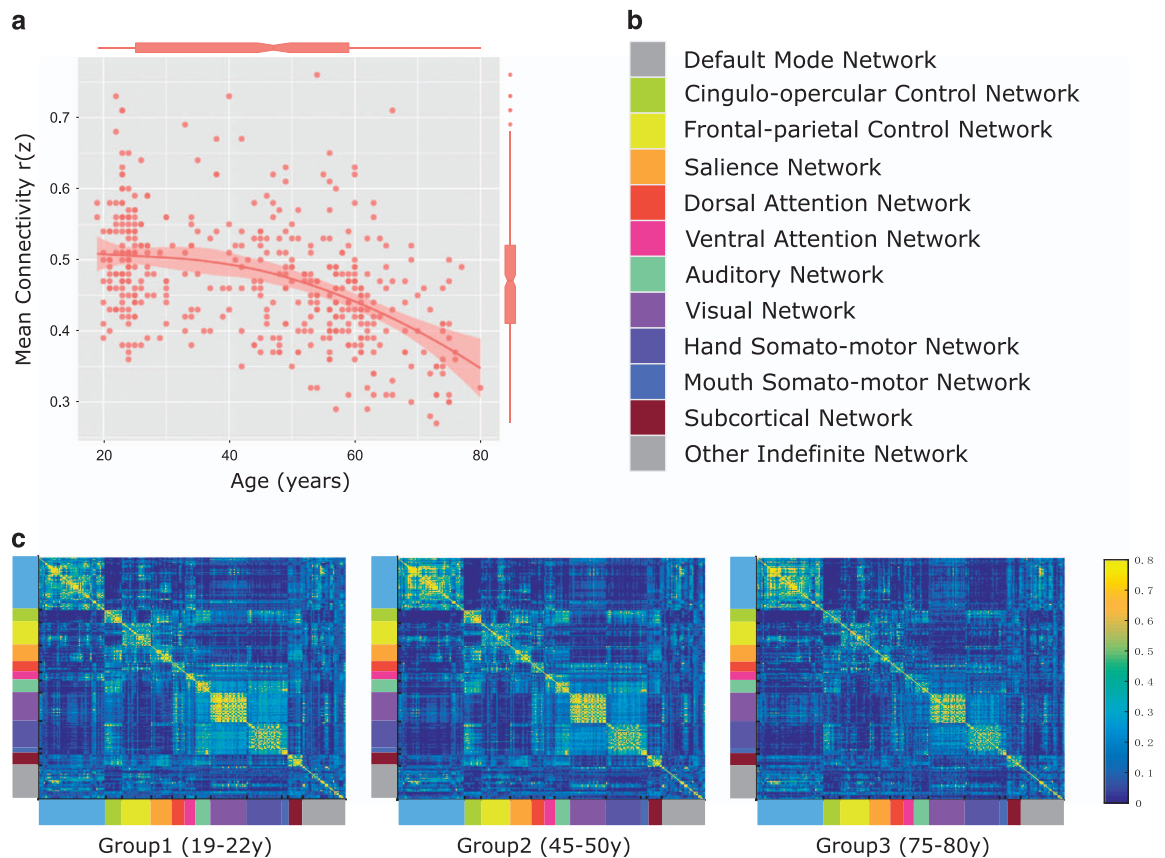 a
Mean Connectivity r(z)
0.7
0.6
0.5
0.4
0.3
20 40 60 80
Age (years)
b
Default Mode Network
Cingulo-opercular Control Network
Frontal-parietal Control Network
Salience Network
Dorsal Attention Network
Ventral Attention Network
Auditory Network
Visual Network
Hand Somato-motor Network
Mouth Somato-motor Network
Subcortical Network
Other Indefinite Network
c
Group1 (19-22y)
Group2 (45-50y)
Group3 (75-80y)
0. 8
0. 7
0. 6
0. 5
0. 4
0. 3
0. 2
0. 1
0